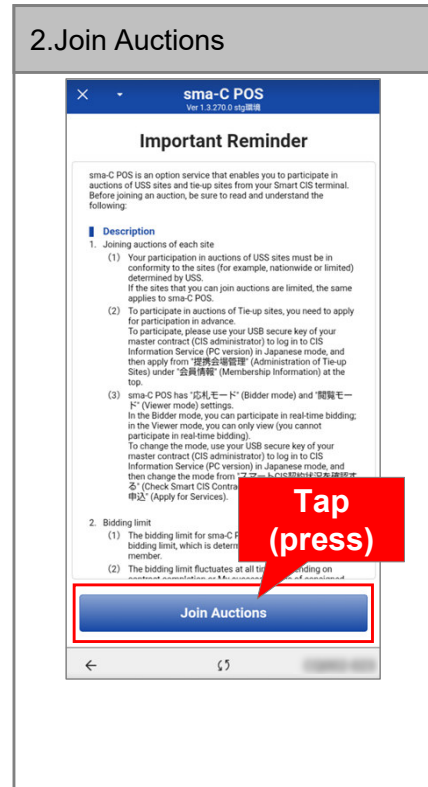 2.Join Auctions
sma-C POS
Ver 1.3.270.0 stg環境
Important Reminder
sma-C POS is an option service that enables you to participate in
auctions of USS sites and tie-up sites from your Smart CIS terminal.
Before joining an auction, be sure to read and understand the
following:
Description
1. Joining auctions of each site
(1) Your participation in auctions of USS sites must be in
conformity to the sites (for example, nationwide or limited)
determined by USS.
If the sites that you can join auctions are limited, the same
applies to sma-C POS.
(2) To participate in auctions of Tie-up sites, you need to apply
for participation in advance.
To participate, please use your USB secure key of your
master contract (CIS administrator) to log in to CIS
Information Service (PC version) in Japanese mode, and
then apply from "提携会場管理" (Administration of Tie-up
Sites) under "会員情報" (Membership Information) at the
top.
(3) sma-C POS has "応札モード" (Bidder mode) and "閲覧モー
ド" (Viewer mode) settings.
In the Bidder mode, you can participate in real-time bidding;
in the Viewer mode, you can only view (you cannot
participate in real-time bidding).
To change the mode, use your USB secure key of your
master contract (CIS administrator) to log in to CIS
Information Service (PC version) in Japanese mode, and
then change the mode from "スマートCIS契約状況を確認す
る" (Check Smart CIS
申込" (Apply for Services).
Tap
(press)
2. Bidding limit
(1) The bidding limit for sma-C
bidding limit, which is
member.
(2) The bidding limit fluctuates at all on
Join Auctions